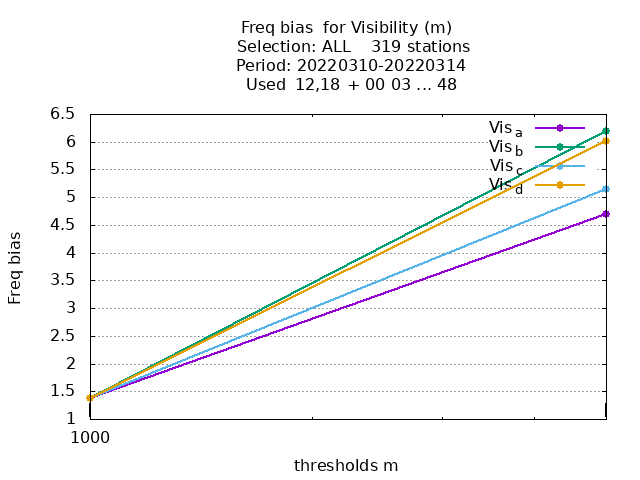 Freq bias for Visibility (m)
Selection: ALL 319 stations
Period: 20220310-20220314
Used 12,18 + 00 03 ... 48
6.5
6
5.5
5
4.5
4
3.5
3
2.5
2
1.5
1
Freq bias
Vis a
Vis b
Vis c
Vis d
1000
thresholds m